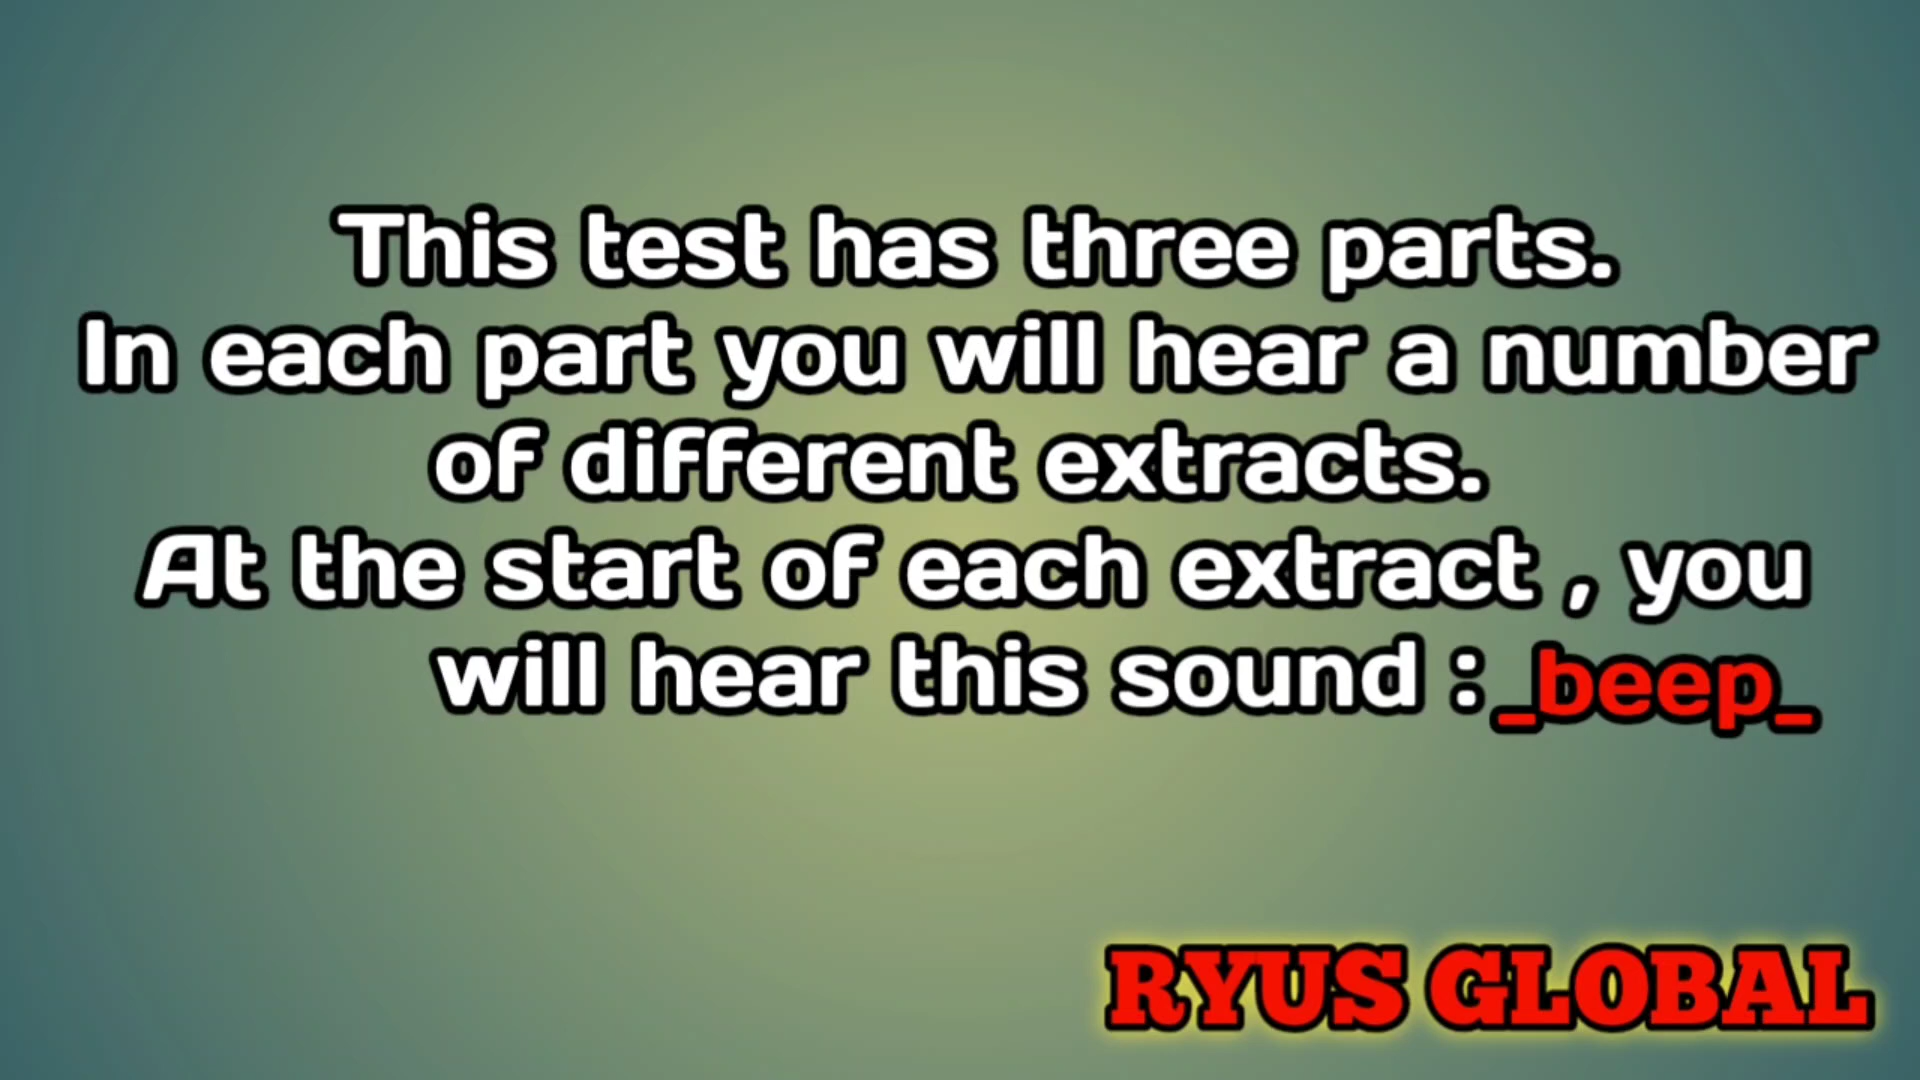 This test has three parts.
In each part you will hear a number
of different extracts.
At the start of each extract , you
will hear this sound : _beep_
RYUS GLOBAL